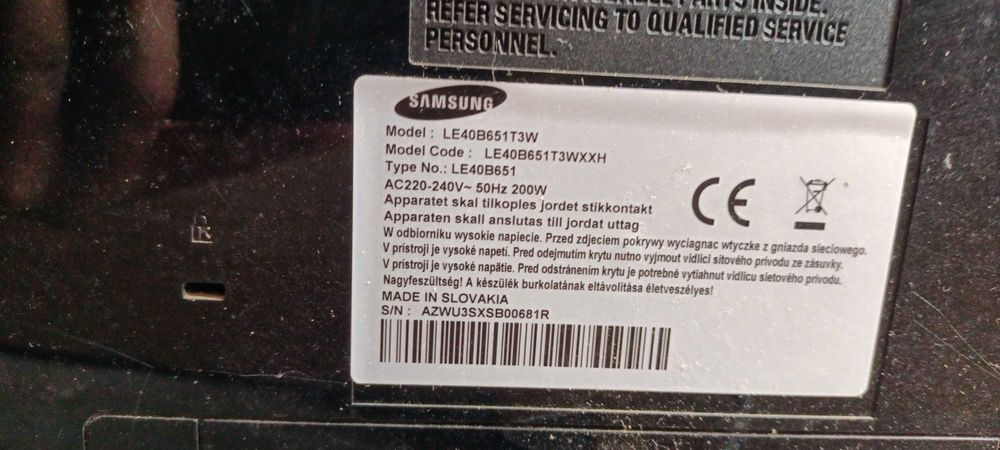 REFER SERVICING TO QUALIFIED SERVICE
PERSONNEL.
SAMSUNG
Model : LE40B651T3W
Model Code : LE40B651T3WXXH
Type No.: LE40B651
AC220-240V~ 50Hz 200W
Apparatet skal tilkoples jordet stikkontakt
Apparaten skall anslutas till jordat uttag
W odbiorniku wysokie napiecie. Przed zdjeciem pokrywy wyciagnac wtyczke z gniazda sieciowego.
V pristroji je vysoké napetí. Pred odejmutím krytu nutno vyjmout vidlici sítového prívodu ze zásuvky.
V prístroji je vysoké napätie. Pred odstránením krytu je potrebné vytiahnut vidlicu sietového prívodu.
Nagyfeszültség! A készülék burkolatának eltávolítása életveszélyes!
MADE IN SLOVAKIA
S/N : AZWU3SXSB00681R
CE